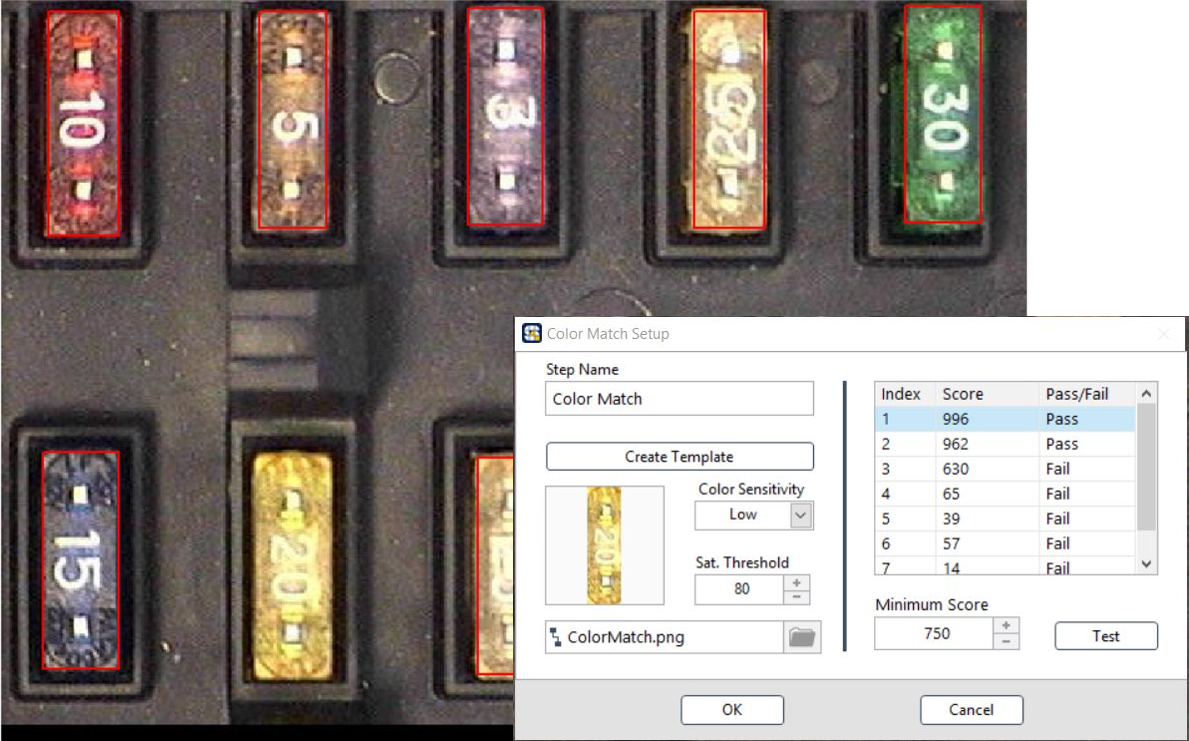 10
5
3
25
30
15
20
Color Match Setup
Step Name
Color Match
Create Template
Color Sensitivity
Low
20
Sat. Threshold
80
ColorMatch.png
Index Score Pass/Fail
1 996 Pass
2 962 Pass
3 630 Fail
4 65 Fail
5 39 Fail
6 57 Fail
7 14 Fail
Minimum Score
750
Test
OK
Cancel